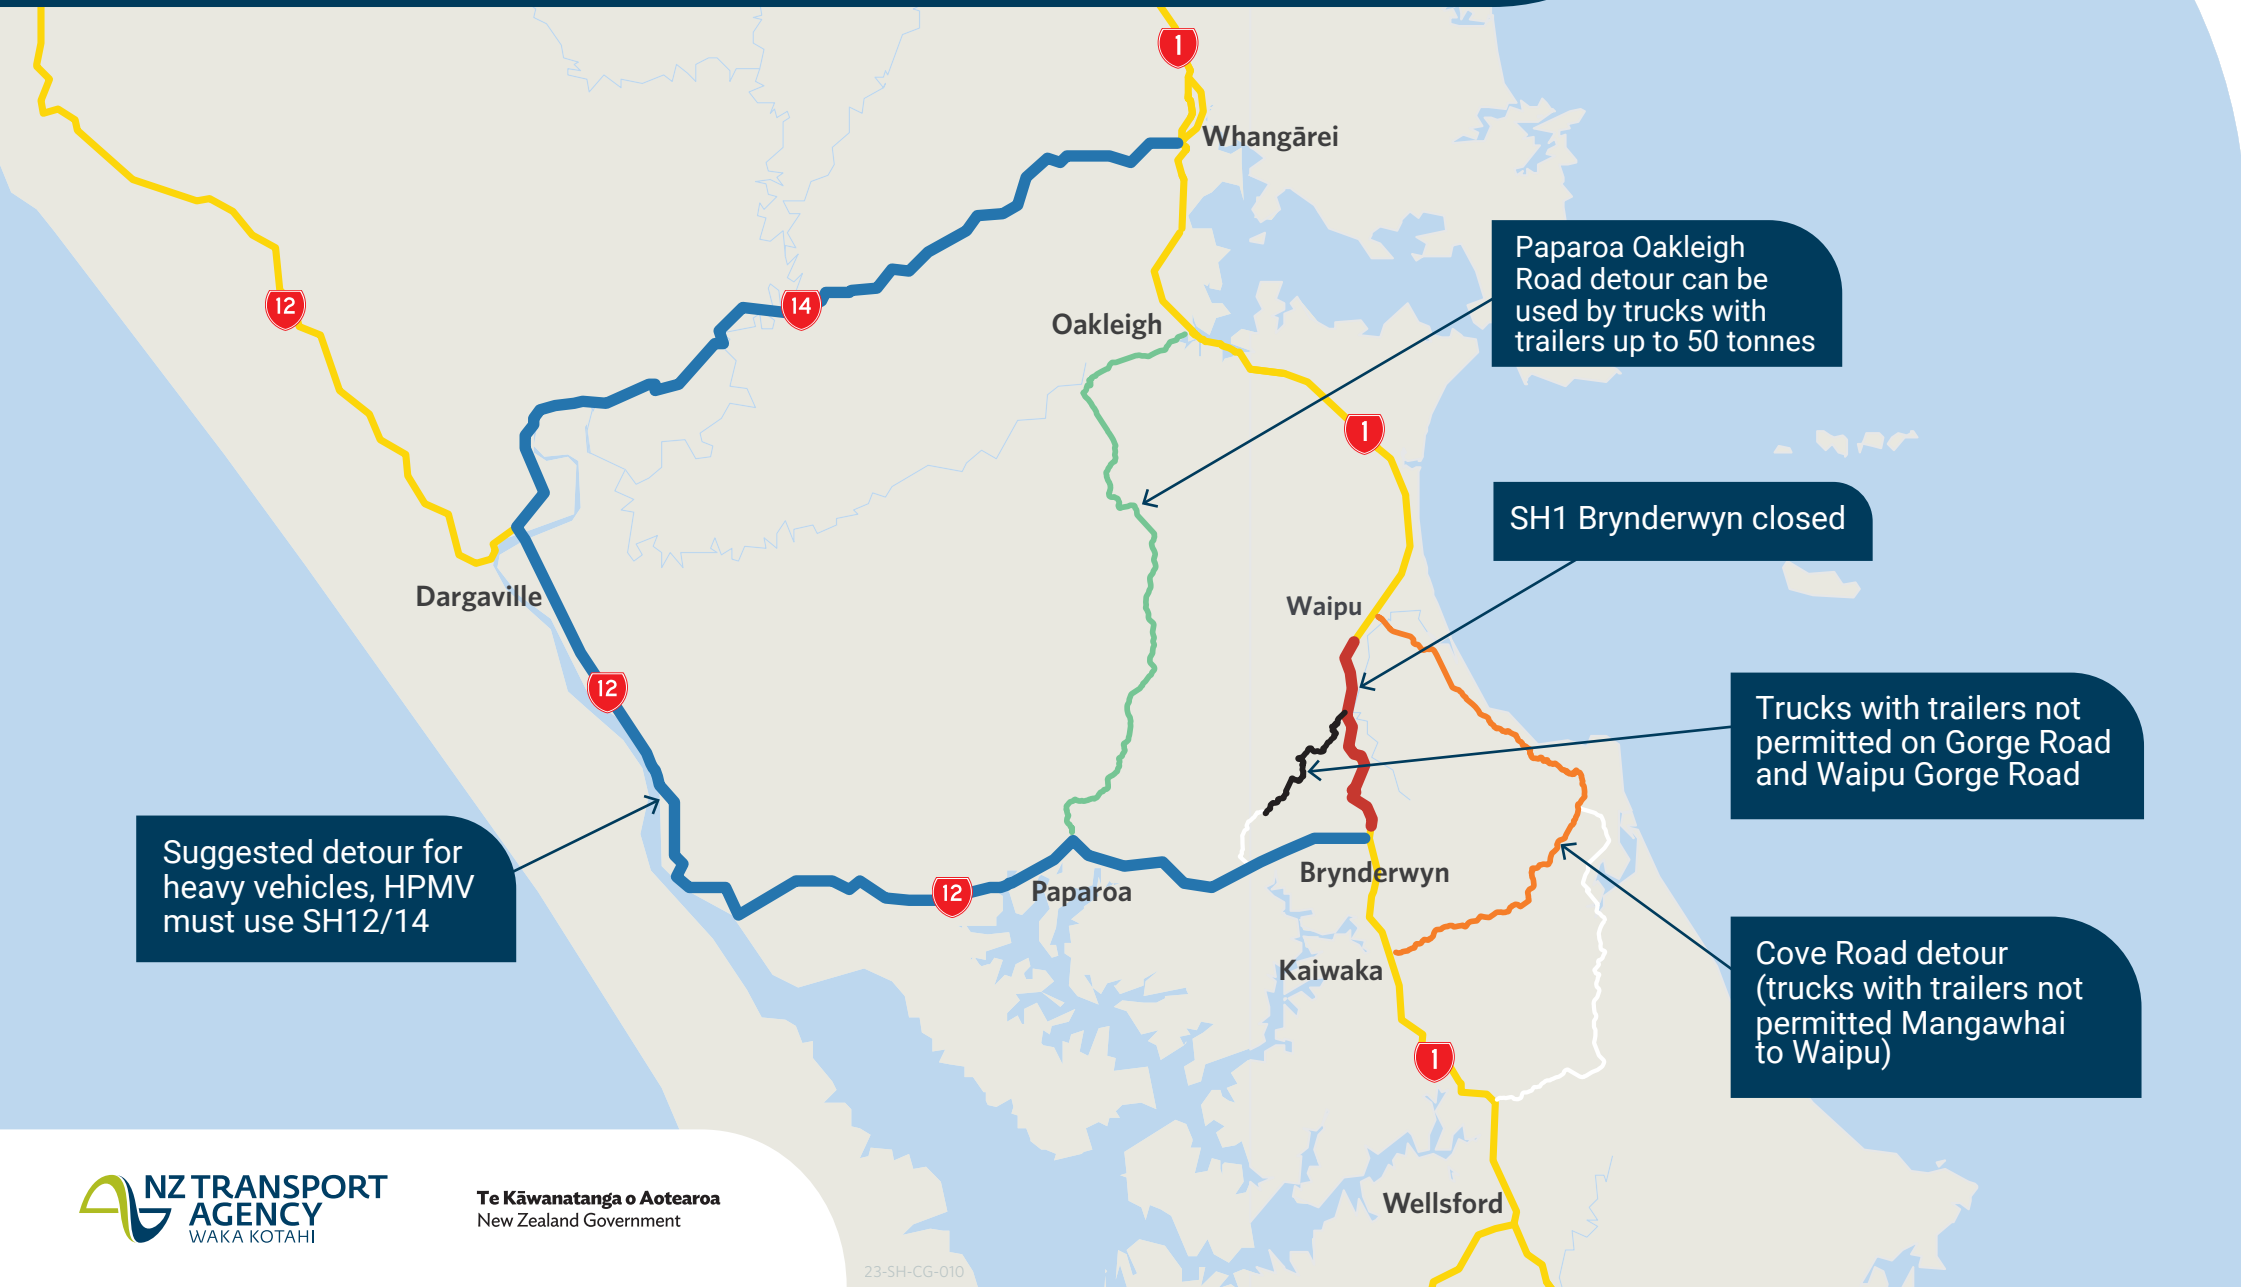 1
Whangārei
Paparoa Oakleigh
Road detour can be
used by trucks with
trailers up to 50 tonnes
12
14
Oakleigh
1
SH1 Brynderwyn closed
Dargaville
Waipu
12
Trucks with trailers not
permitted on Gorge Road
and Waipu Gorge Road
Suggested detour for
heavy vehicles, HPMV
must use SH12/14
12
Paparoa
Brynderwyn
Kaiwaka
Cove Road detour
(trucks with trailers not
permitted Mangawhai
to Waipu)
1
Wellsford
NZ TRANSPORT
AGENCY
WAKA KOTAHI
Te Kāwanatanga o Aotearoa
New Zealand Government
23-SH-CG-010